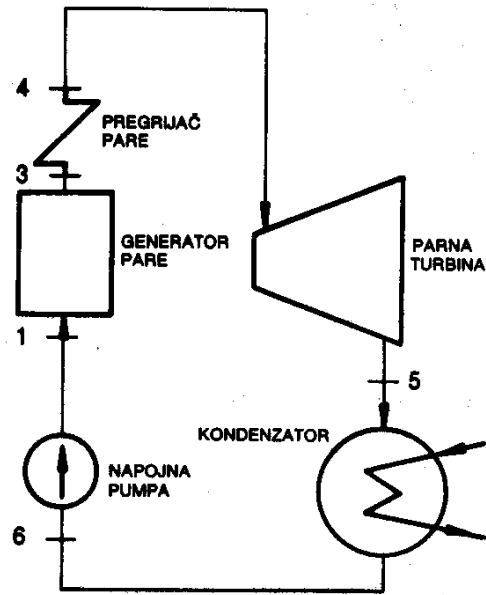 4
PREGRIJAČ
PARE
3
GENERATOR
PARE
PARNA
TURBINA
1
5
KONDENZATOR
NAPOJNA
PUMPA
6